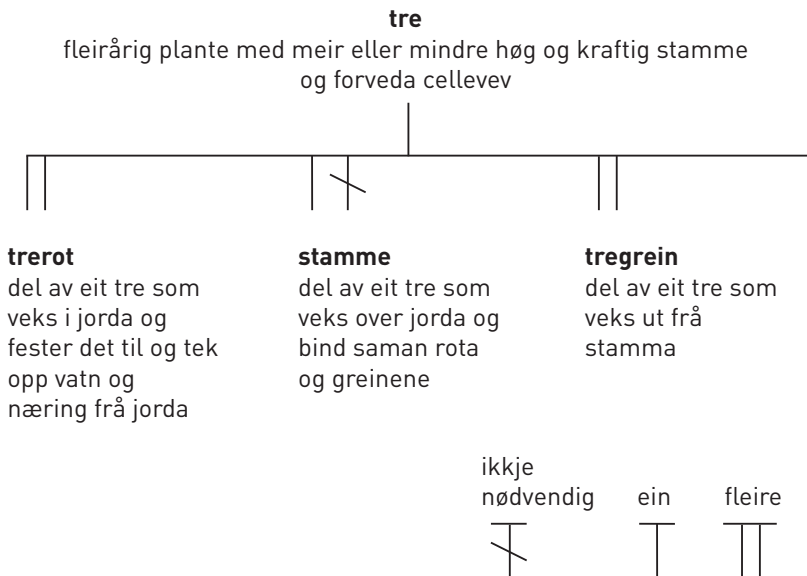 tre
fleirårig plante med meir eller mindre høg og kraftig stamme
og forveda cellevev
trerot
del av eit tre som
veks i jorda og
fester det til og tek
opp vatn og
næring frå jorda
stamme
del av eit tre som
veks over jorda og
bind saman rota
og greinene
tregrein
del av eit tre som
veks ut frå
stamma
ikkje
nødvendig
ein
fleire